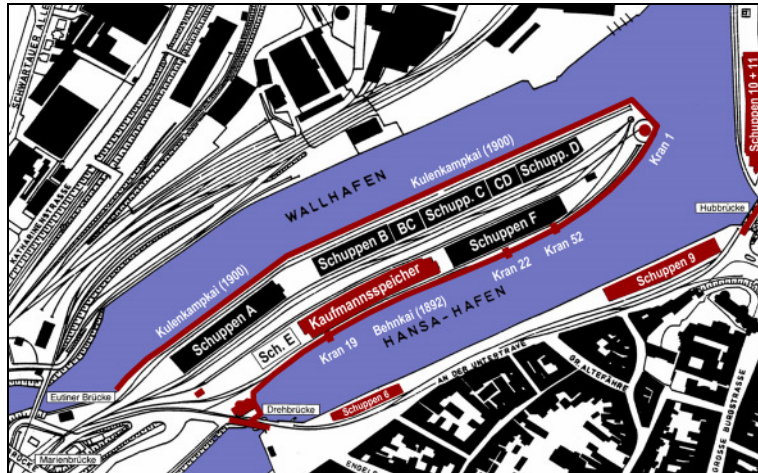 SCHWARTAUER ALLEE
KATHARINENSTRASSE
WALLHAFEN
Kulenkampkai (1900)
Schuppen 10 + 11
Kran 1
Hubbrücke
Schuppen B
BC
Schupp. C
CD
Schupp. D
Schuppen F
Kran 52
Kran 22
Schuppen 9
Kulenkampkai (1900)
Schuppen A
Kaufmannsspeicher
Sch. E
Behnkai (1892)
HANSA-HAFEN
Kran 19
Eutiner Brücke
Drehbrücke
Schuppen 6
AN DER UNTERTRAVE
GR. ALTEFÄHRE
GROSSE BURGSTRASSE
Marienbrücke